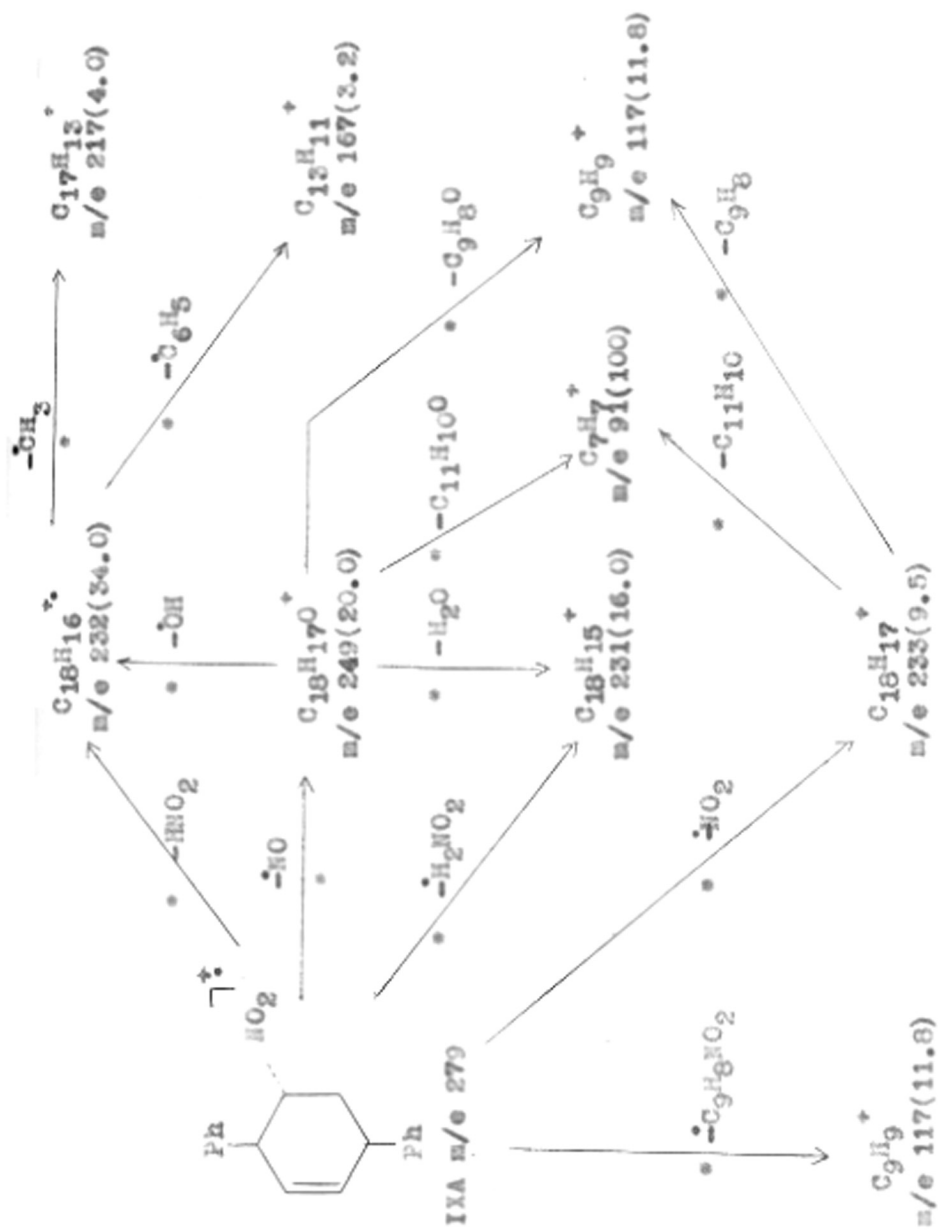 C17H13+
m/e 217(4.0)
-•CH3
*
C18H16+•
m/e 232(34.0)
* -•C6H5
C13H11+
m/e 167(3.2)
* -HNO2
* -•OH
Ph
NO2
⌉+•
-•NO
*
C18H17O+
m/e 249(20.0)
* -C9H8O
C9H9+
m/e 117(11.8)
Ph
IXA m/e 279
* -•H2NO2
* -H2O
* -C11H10O
C18H15+
m/e 231(16.0)
C7H7+
m/e 91(100)
* -•NO2
* -C11H10
* -C9H8
* -•C9H8NO2
C9H9+
m/e 117(11.8)
C18H17+
m/e 233(9.5)